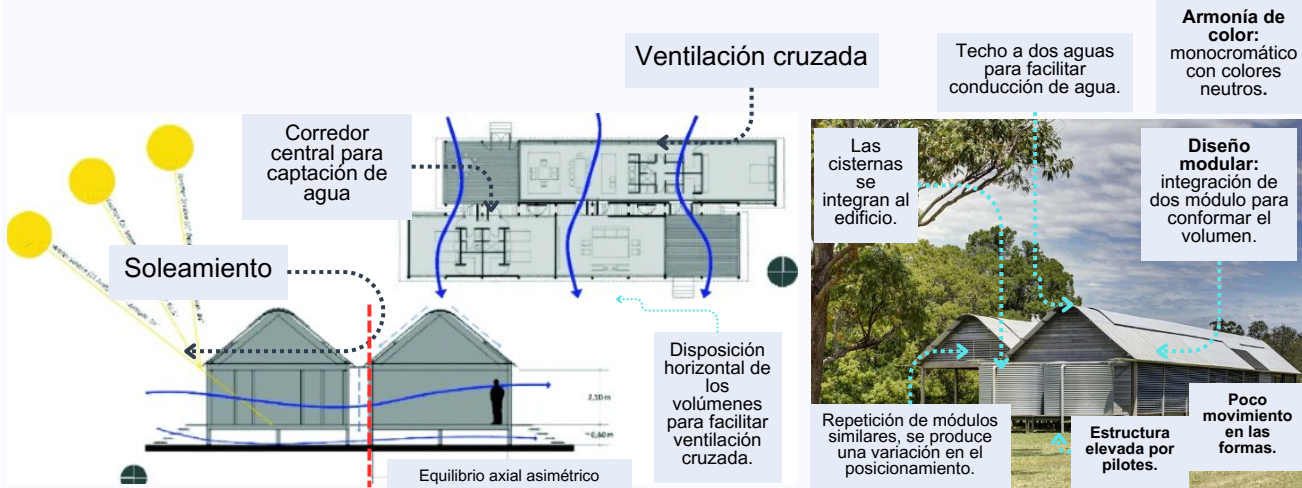 Ventilación cruzada
Techo a dos aguas
para facilitar
conducción de agua.
Armonía de
color:
monocromático
con colores
neutros.
Corredor
central para
captación de
agua
Las
cisternas
se
integran al
edificio.
Diseño
modular:
integración de
dos módulo para
conformar el
volumen.
Soleamiento
Disposición
horizontal de
los
volúmenes
para facilitar
ventilación
cruzada.
2,50 m
~0,60 m
Equilibrio axial asimétrico
Repetición de módulos
similares, se produce
una variación en el
posicionamiento.
Estructura
elevada por
pilotes.
Poco
movimiento
en las
formas.